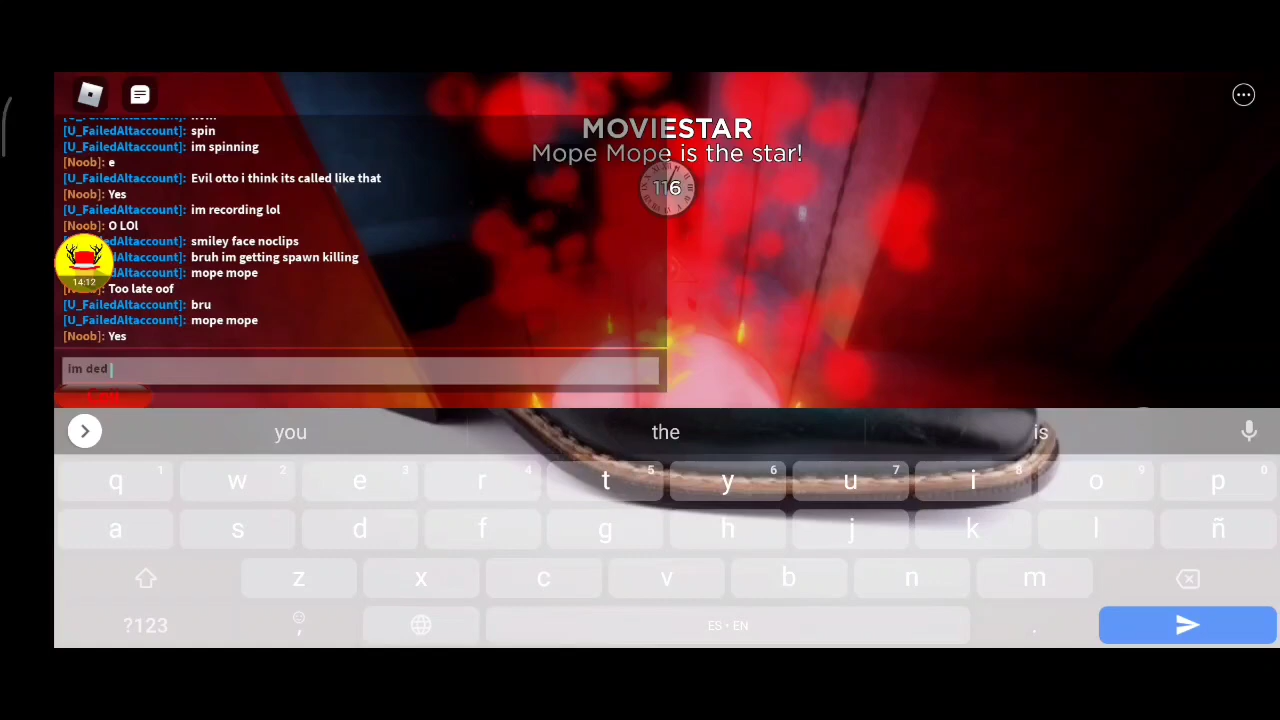 MOVIESTAR
Mope Mope is the star!
116
[U_FailedAltaccount]: spin
[U_FailedAltaccount]: im spinning
[Noob]: e
[U_FailedAltaccount]: Evil otto i think its called like that
[Noob]: Yes
[U_FailedAltaccount]: im recording lol
[Noob]: O LOl
edAltaccount]: smiley face noclips
edAltaccount]: bruh im getting spawn killing
edAltaccount]: mope mope
14:12
Too late oof
[U_FailedAltaccount]: bru
[U_FailedAltaccount]: mope mope
[Noob]: Yes
im ded
you the is
q 1 w 2 e 3 r 4 t 5 y 6 u 7 i 8 o 9 p 0
a s d f g h j k l ñ
z x c v b n m
?123 , ES • EN .